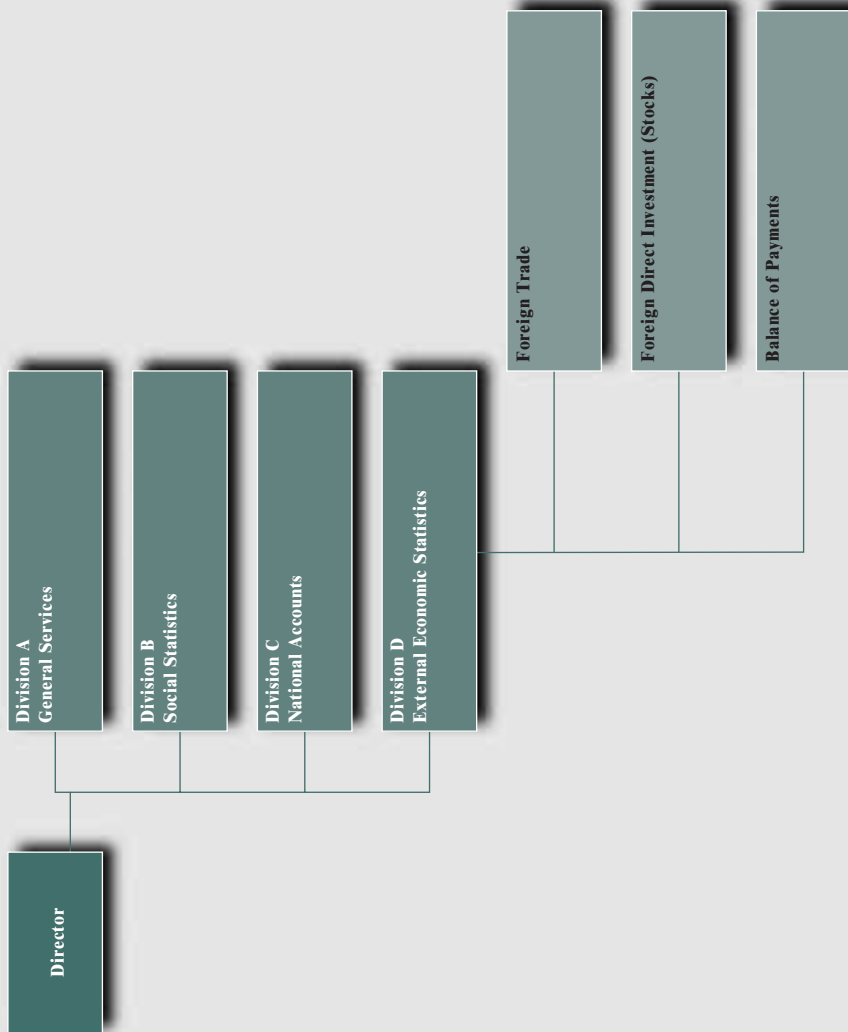 Director
Division A
General Services
Division B
Social Statistics
Division C
National Accounts
Division D
External Economic Statistics
Foreign Trade
Foreign Direct Investment (Stocks)
Balance of Payments